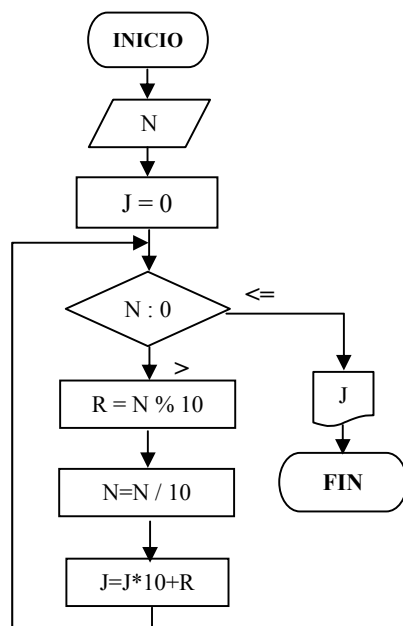 INICIO
N
J = 0
N : 0
<=
>
R = N % 10
J
N=N / 10
FIN
J=J*10+R